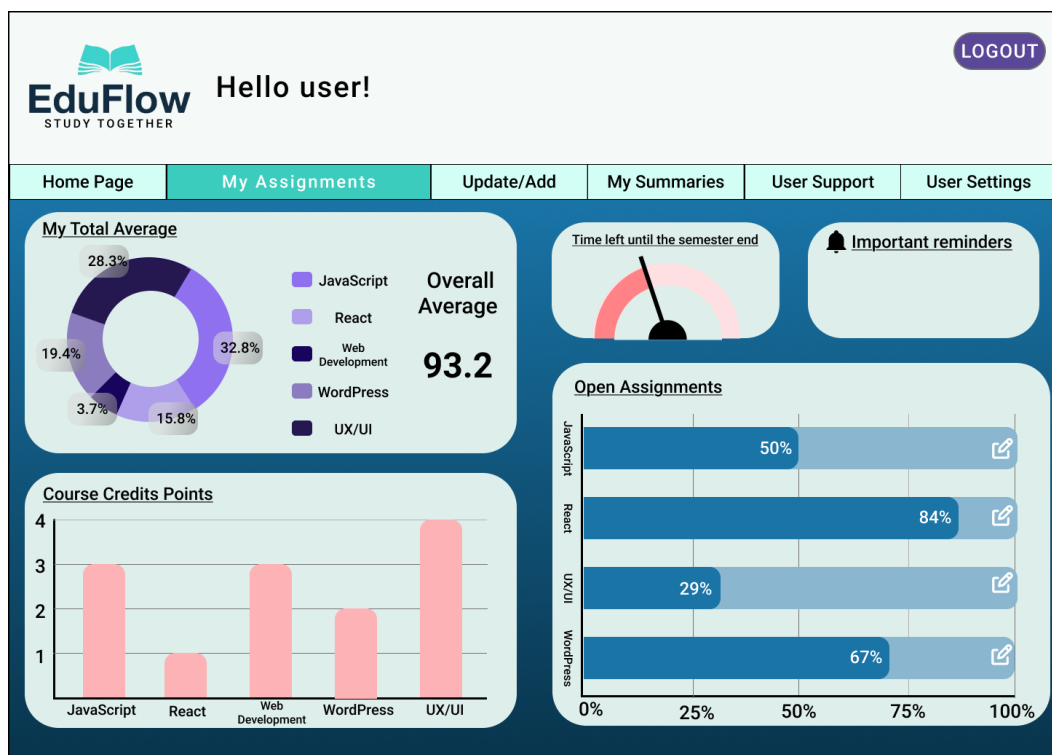 EduFlow
STUDY TOGETHER
Hello user!
LOGOUT
Home Page
My Assignments
Update/Add
My Summaries
User Support
User Settings
My Total Average
28.3%
32.8%
19.4%
3.7%
15.8%
JavaScript
React
Web
Development
WordPress
UX/UI
Overall
Average
93.2
Time left until the semester end
Important reminders
Course Credits Points
4
3
2
1
JavaScript
React
Web
Development
WordPress
UX/UI
Open Assignments
JavaScript
50%
React
84%
UX/UI
29%
WordPress
67%
0%
25%
50%
75%
100%